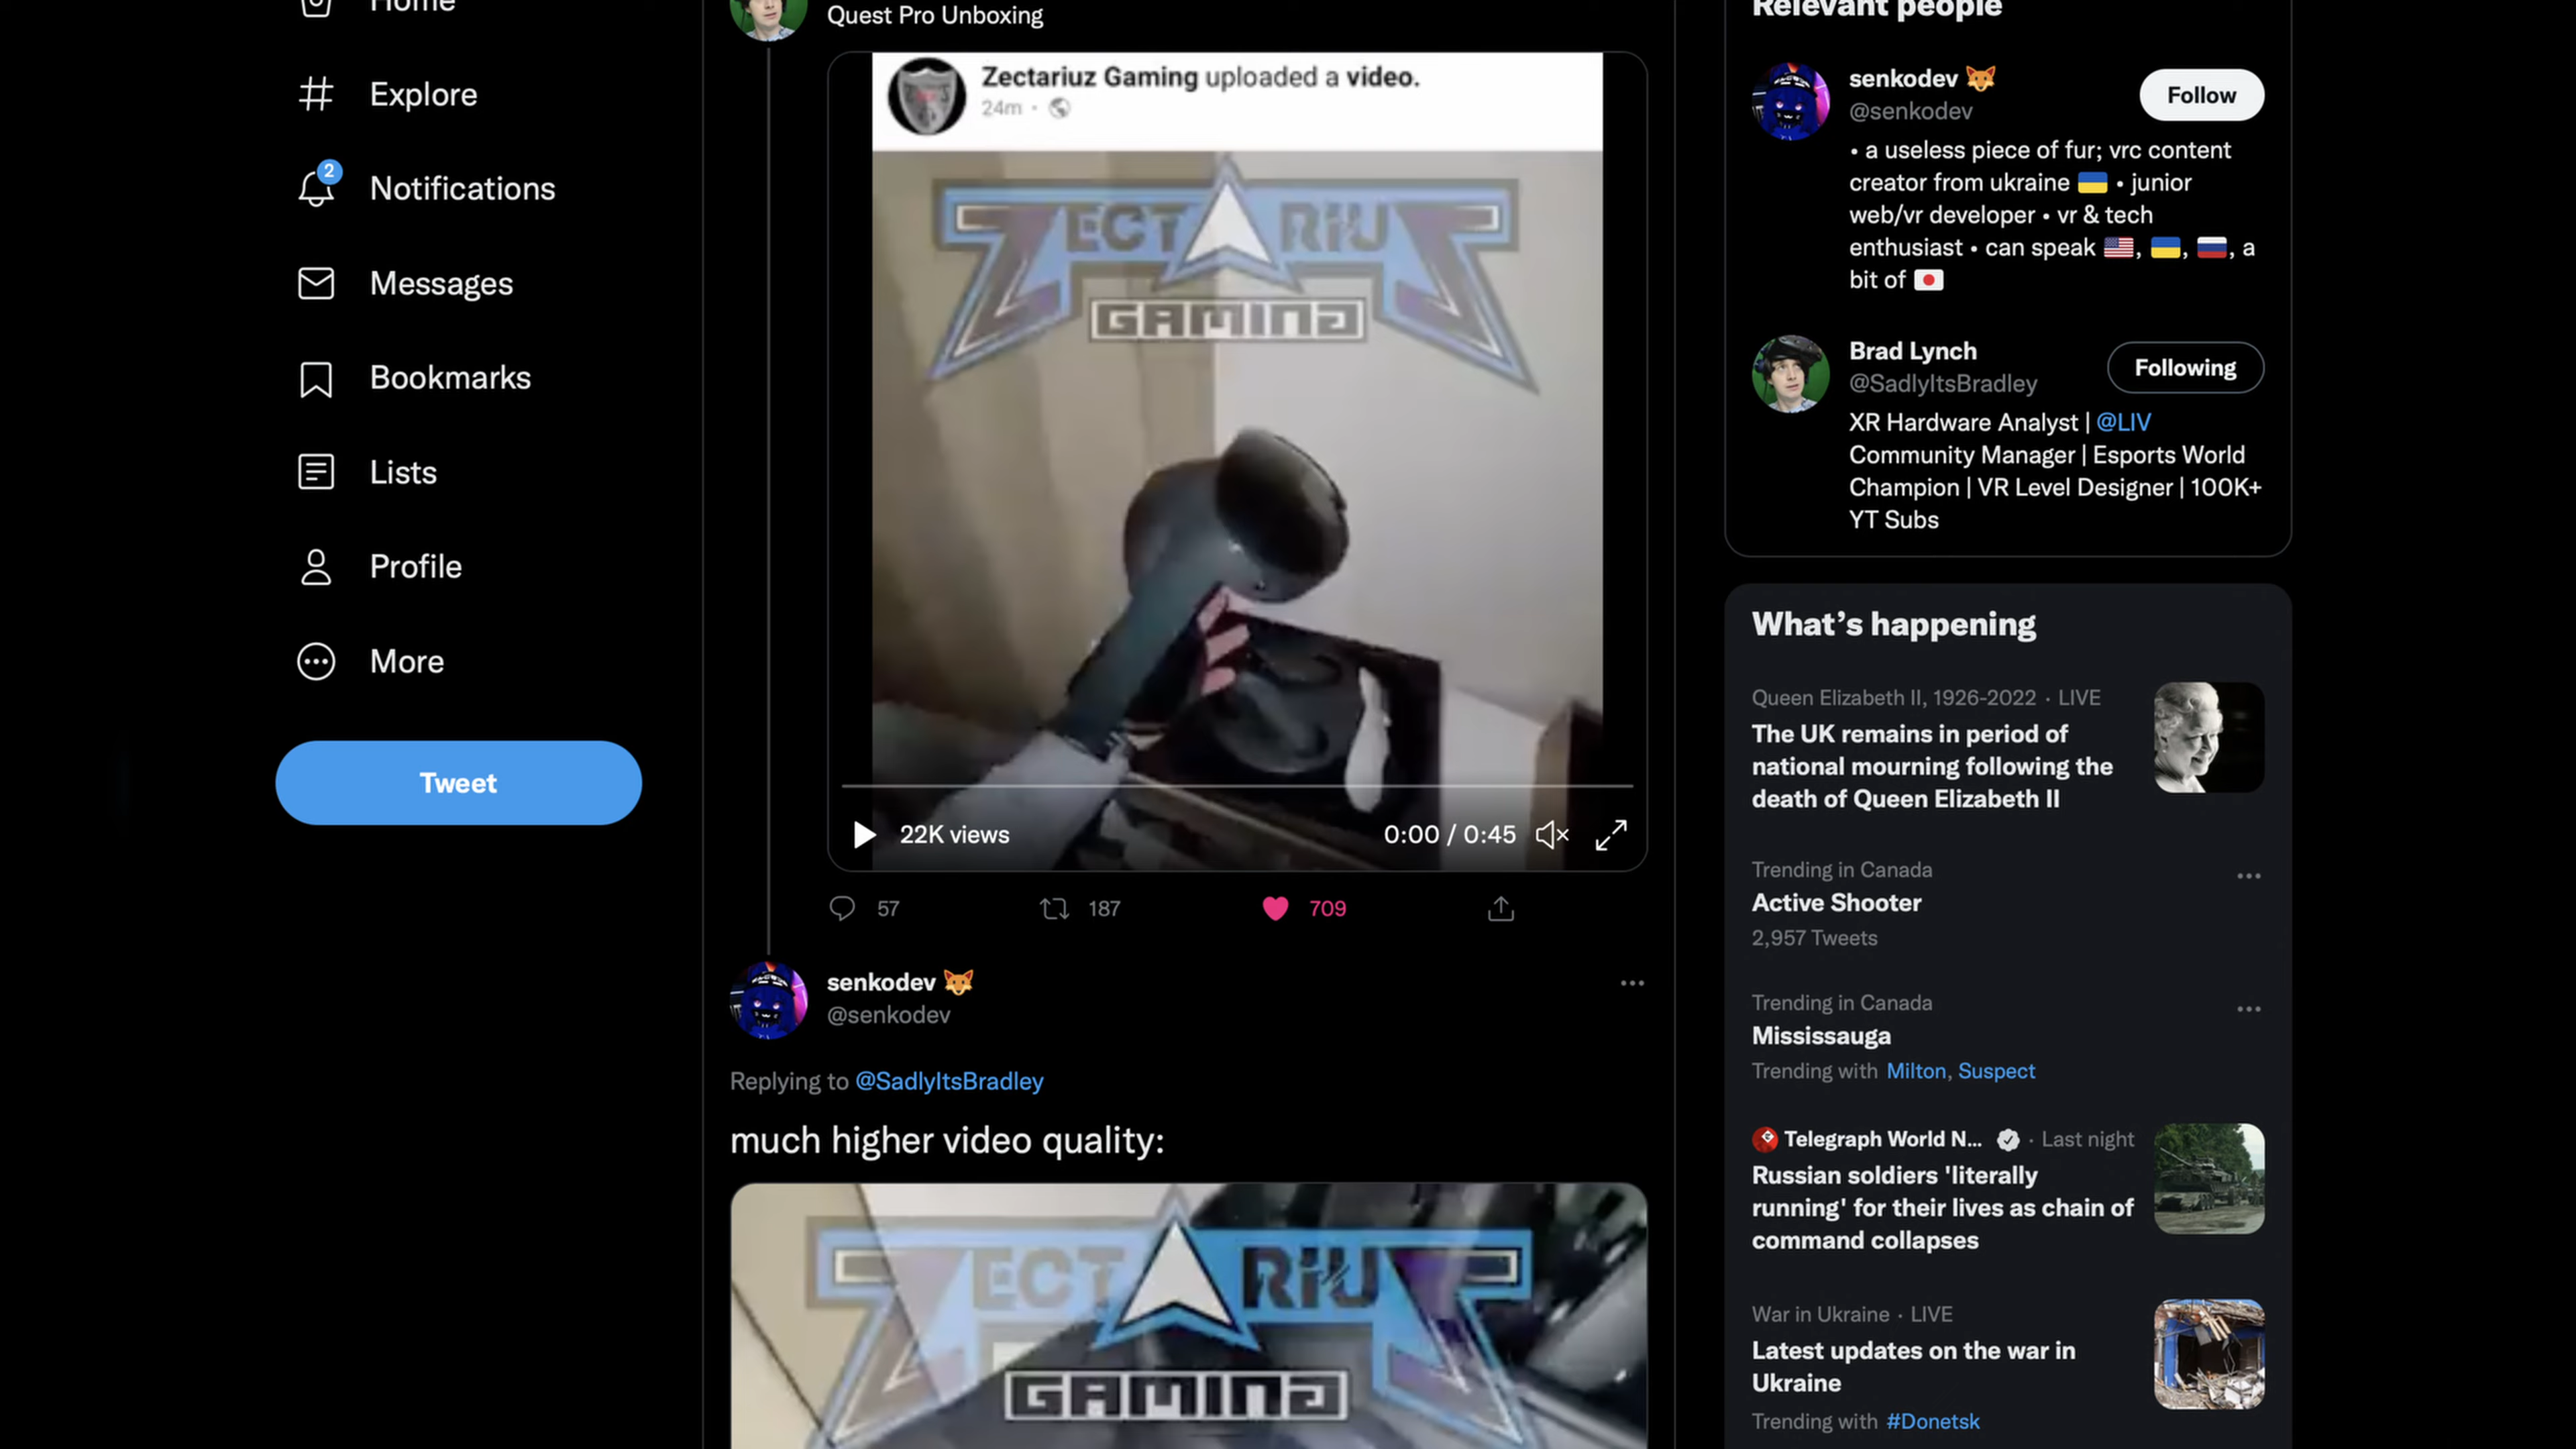 Home
Explore
2
Notifications
Messages
Bookmarks
Lists
Profile
More
Tweet
Quest Pro Unboxing
Zectariuz Gaming uploaded a video.
24m ·
ZECTARIUZ
GAMING
22K views
0:00 / 0:45
57
187
709
senkodev
@senkodev
Replying to @SadlyItsBradley
much higher video quality:
ZECTARIUZ
GAMING
Relevant people
senkodev
@senkodev
Follow
• a useless piece of fur; vrc content
creator from ukraine 🇺🇦 • junior
web/vr developer • vr & tech
enthusiast • can speak 🇺🇸, 🇺🇦, 🇷🇺, a
bit of 🇯🇵
Brad Lynch
@SadlyItsBradley
Following
XR Hardware Analyst | @LIV
Community Manager | Esports World
Champion | VR Level Designer | 100K+
YT Subs
What's happening
Queen Elizabeth II, 1926-2022 · LIVE
The UK remains in period of
national mourning following the
death of Queen Elizabeth II
Trending in Canada
Active Shooter
2,957 Tweets
Trending in Canada
Mississauga
Trending with Milton, Suspect
Telegraph World N... · Last night
Russian soldiers 'literally
running' for their lives as chain of
command collapses
War in Ukraine · LIVE
Latest updates on the war in
Ukraine
Trending with #Donetsk